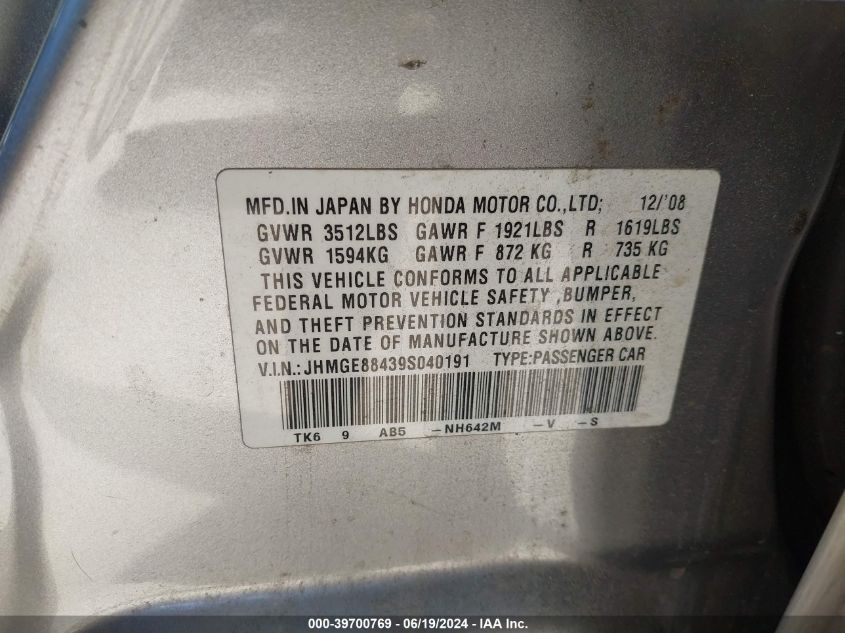 MFD.IN JAPAN BY HONDA MOTOR CO.,LTD; 12/'08
GVWR 3512LBS GAWR F 1921LBS R 1619LBS
GVWR 1594KG GAWR F 872 KG R 735 KG
THIS VEHICLE CONFORMS TO ALL APPLICABLE
FEDERAL MOTOR VEHICLE SAFETY ,BUMPER,
AND THEFT PREVENTION STANDARDS IN EFFECT
ON THE DATE OF MANUFACTURE SHOWN ABOVE.
V.I.N.:JHMGE88439S040191 TYPE:PASSENGER CAR
TK6 9 AB5 -NH642M -V -S
000-39700769 - 06/19/2024 - IAA Inc.